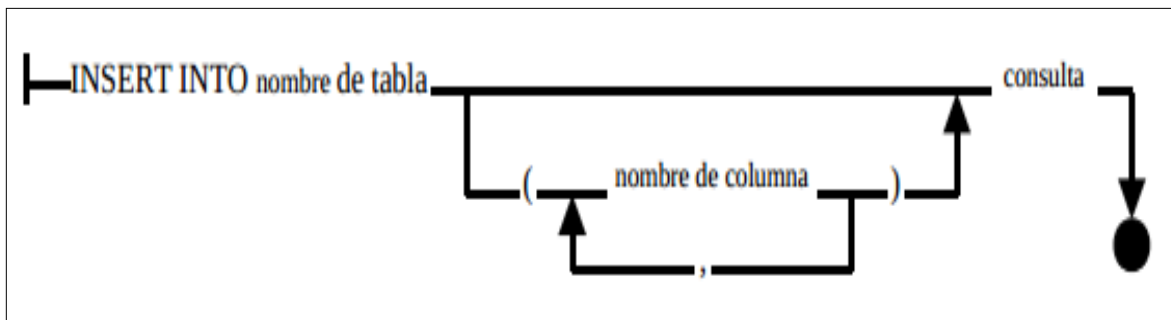 INSERT INTO nombre de tabla
consulta
( nombre de columna )
,